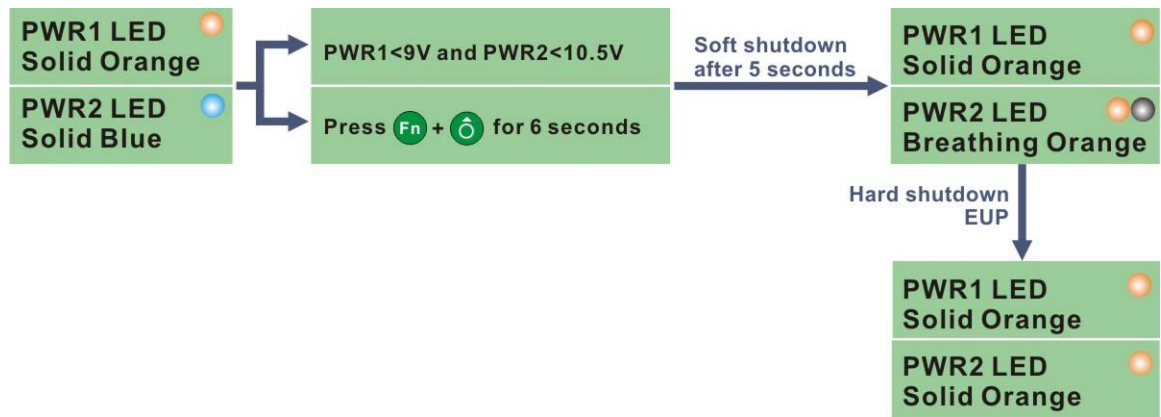 PWR1 LED
Solid Orange
PWR2 LED
Solid Blue
PWR1<9V and PWR2<10.5V
Press Fn + for 6 seconds
Soft shutdown
after 5 seconds
PWR1 LED
Solid Orange
PWR2 LED
Breathing Orange
Hard shutdown
EUP
PWR1 LED
Solid Orange
PWR2 LED
Solid Orange